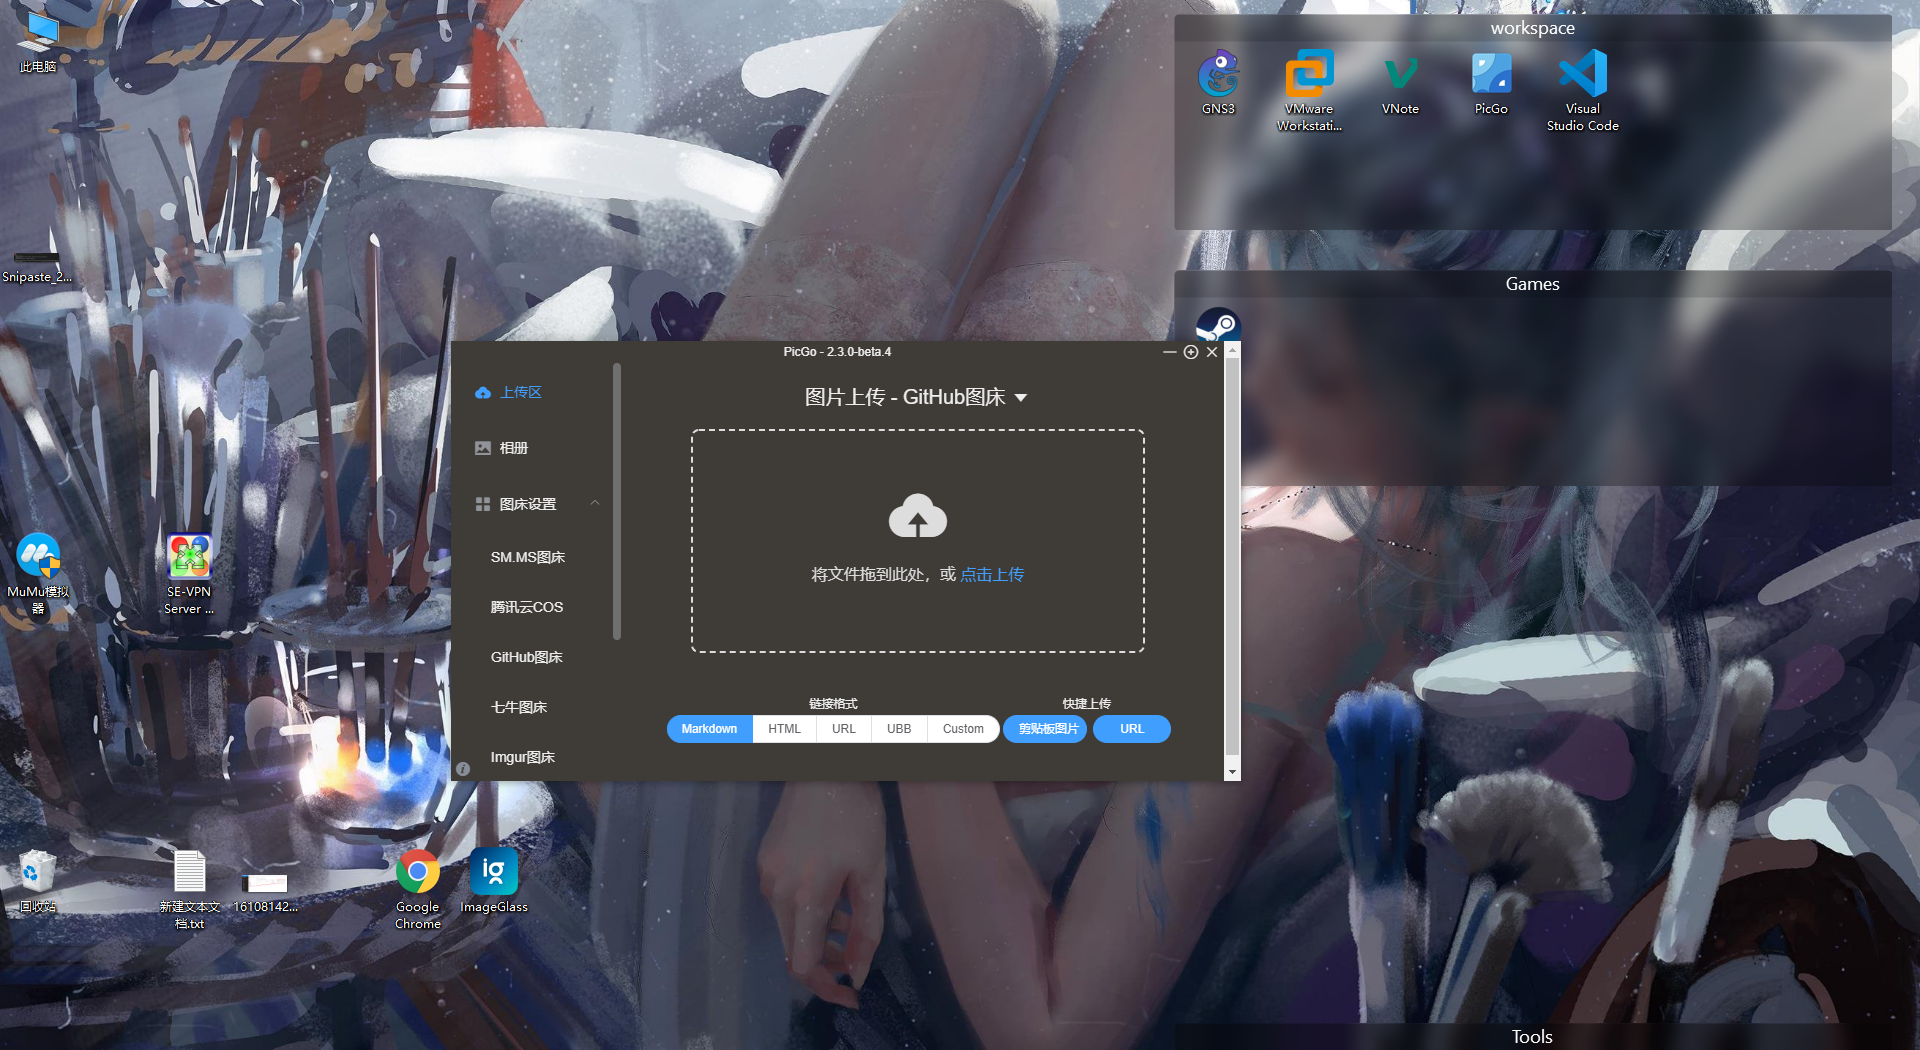 此电脑
Snipaste_2...
MuMu模拟
器
SE-VPN
Server ...
回收站
新建文本文
档.txt
16108142...
Google
Chrome
ig
ImageGlass
workspace
GNS3
VMware
Workstati...
VNote
PicGo
Visual
Studio Code
Games
PicGo - 2.3.0-beta.4
上传区
相册
图床设置
SM.MS图床
腾讯云COS
GitHub图床
七牛图床
Imgur图床
图片上传 - GitHub图床
将文件拖到此处，或 点击上传
链接格式
快捷上传
Markdown
HTML
URL
UBB
Custom
剪贴板图片
URL
Tools